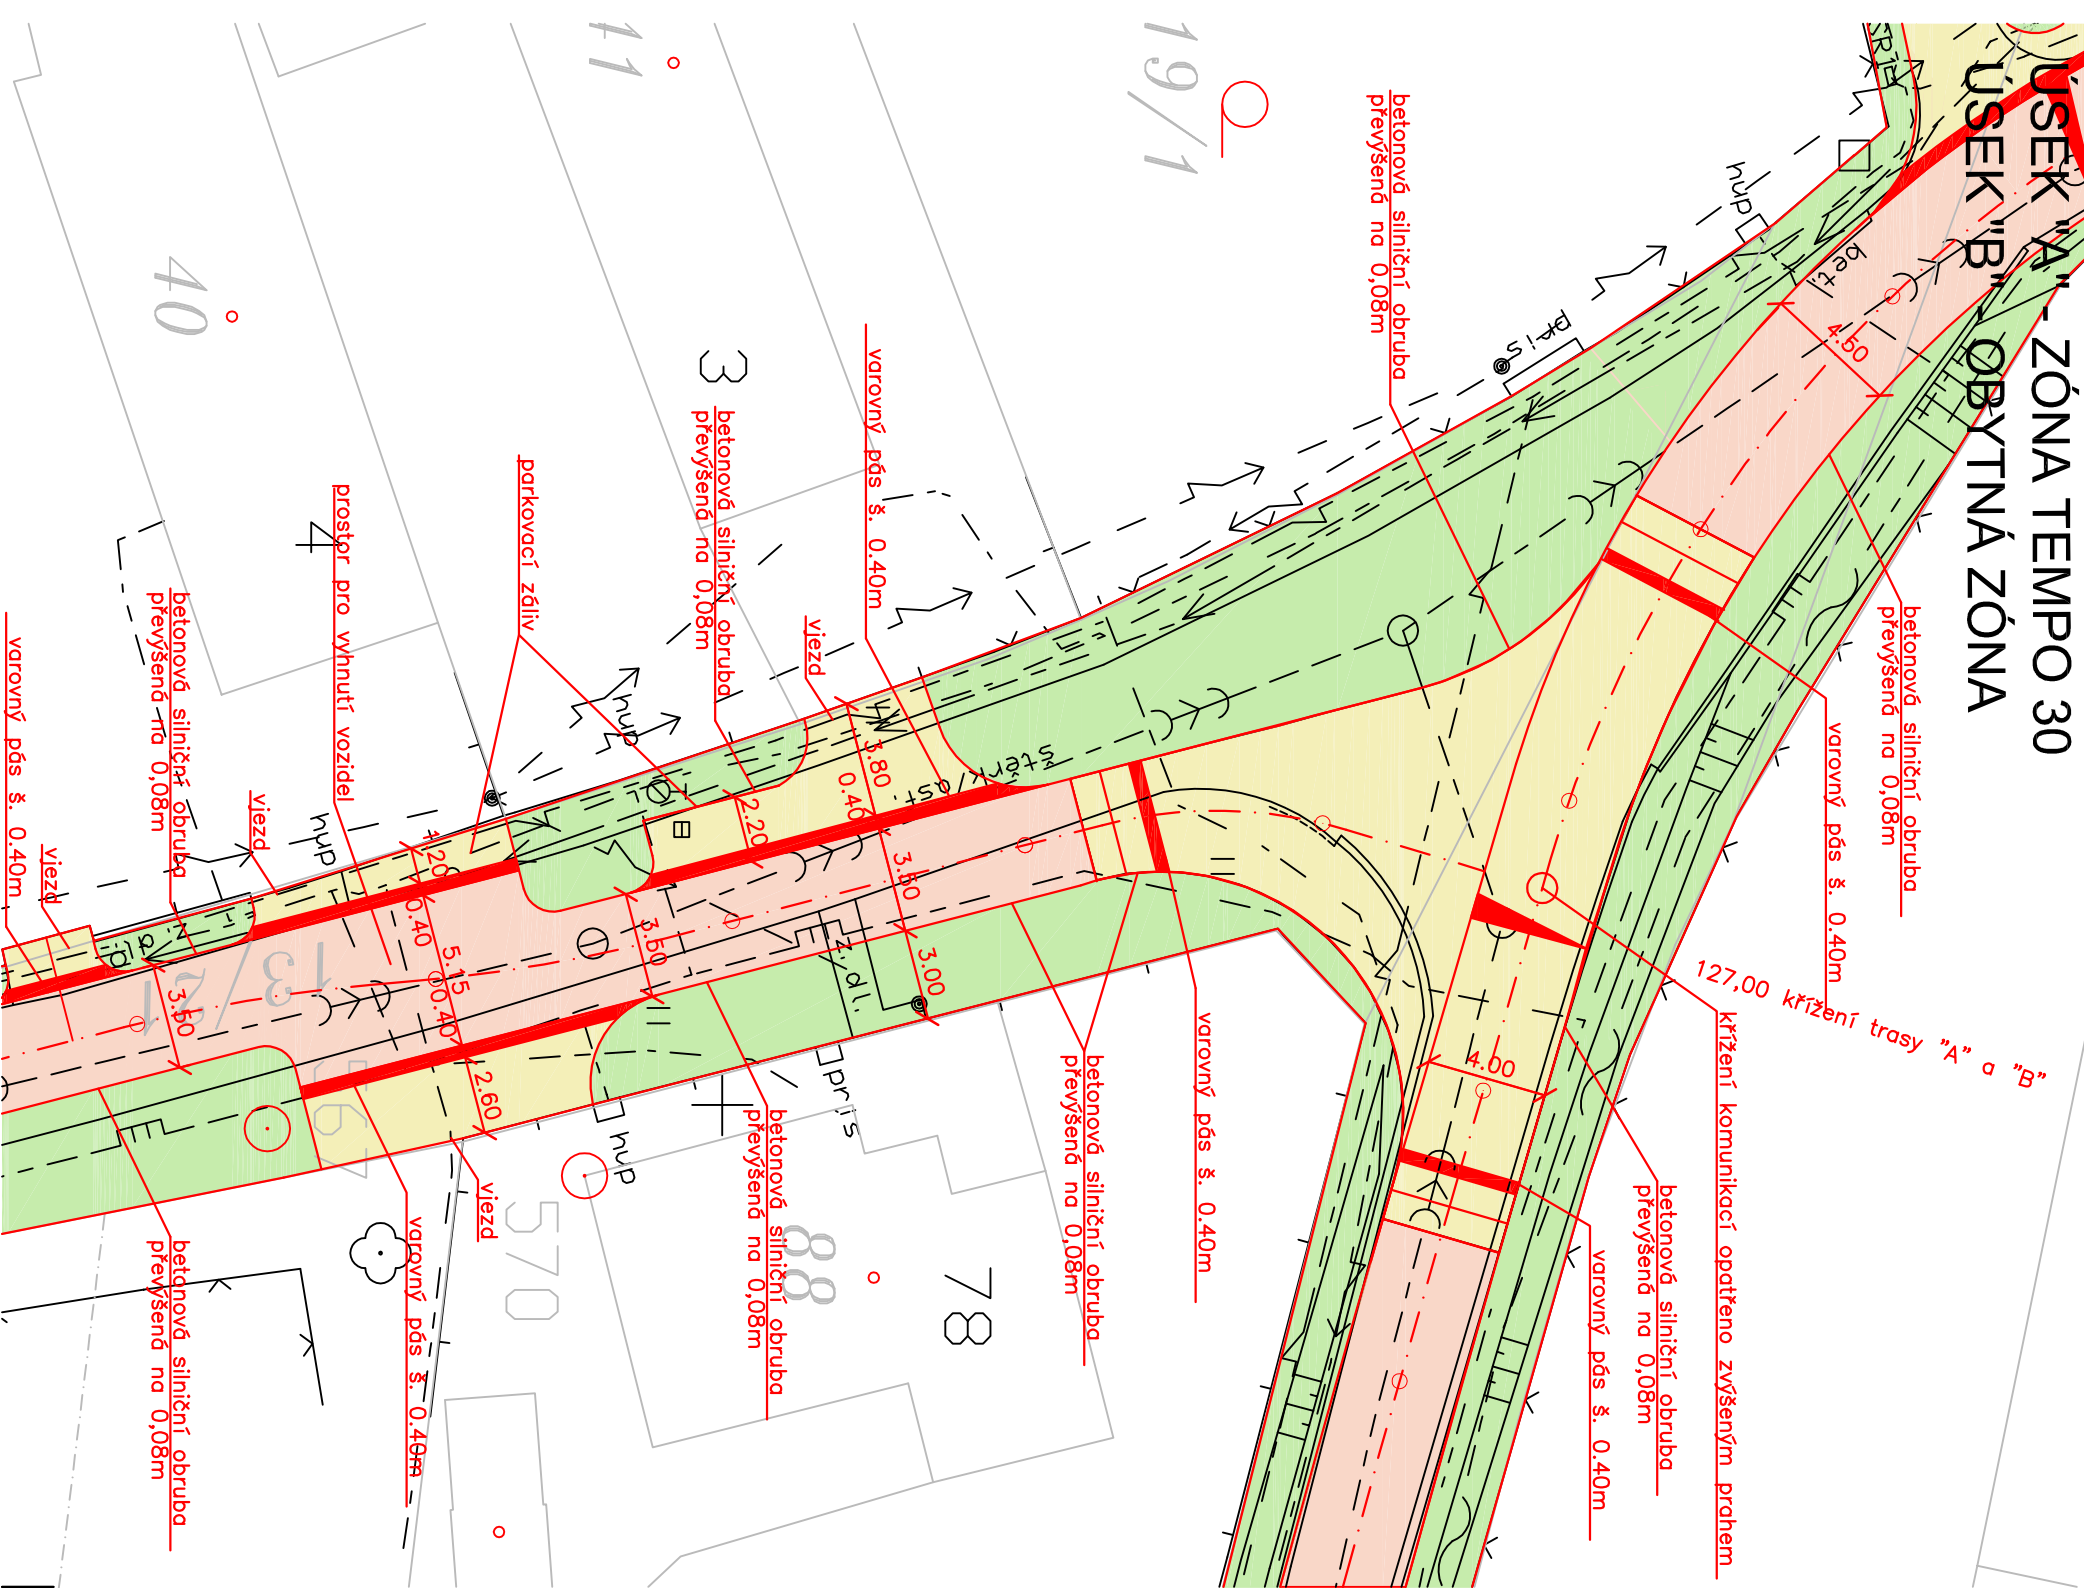 ÚSEK "A" - ZÓNA TEMPO 30
ÚSEK "B" - OBYTNÁ ZÓNA
19/1
41
40
3
4
78
88
570
13/21
betonová silniční obruba
převýšená na 0,08m
betonová silniční obruba
převýšená na 0,08m
varovný pás š. 0.40m
127,00 křížení trasy "A" a "B"
křížení komunikací opatřeno zvýšeným prahem
betonová silniční obruba
převýšená na 0,08m
varovný pás š. 0.40m
varovný pás š. 0.40m
betonová silniční obruba
převýšená na 0,08m
varovný pás š. 0.40m
betonová silniční obruba
převýšená na 0,08m
vjezd
parkovací záliv
prostor pro vyhnutí vozidel
betonová silniční obruba
převýšená na 0,08m
vjezd
vjezd
varovný pás š. 0.40m
betonová silniční obruba
převýšená na 0,08m
vjezd
varovný pás š. 0.40m
betonová silniční obruba
převýšená na 0,08m
hup
beti.
pris
hup
hup
hup
pris
z.jdl.
štěrk/ast.
4.50
4.00
3.80
0.40
3.50
3.00
2.20
3.50
1.20
0.40
5.15
0.40
2.60
3.50